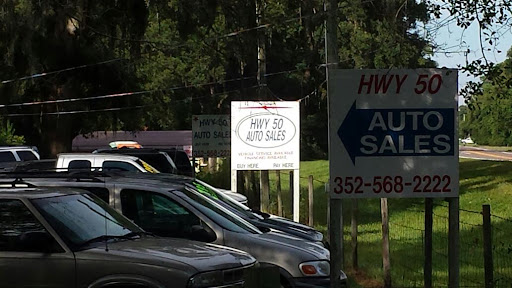 HWY 50
AUTO
SALES
352-568-2222
HWY 50
AUTO SALES
BUY HERE
PAY HERE
HWY 50
AUTO SALES